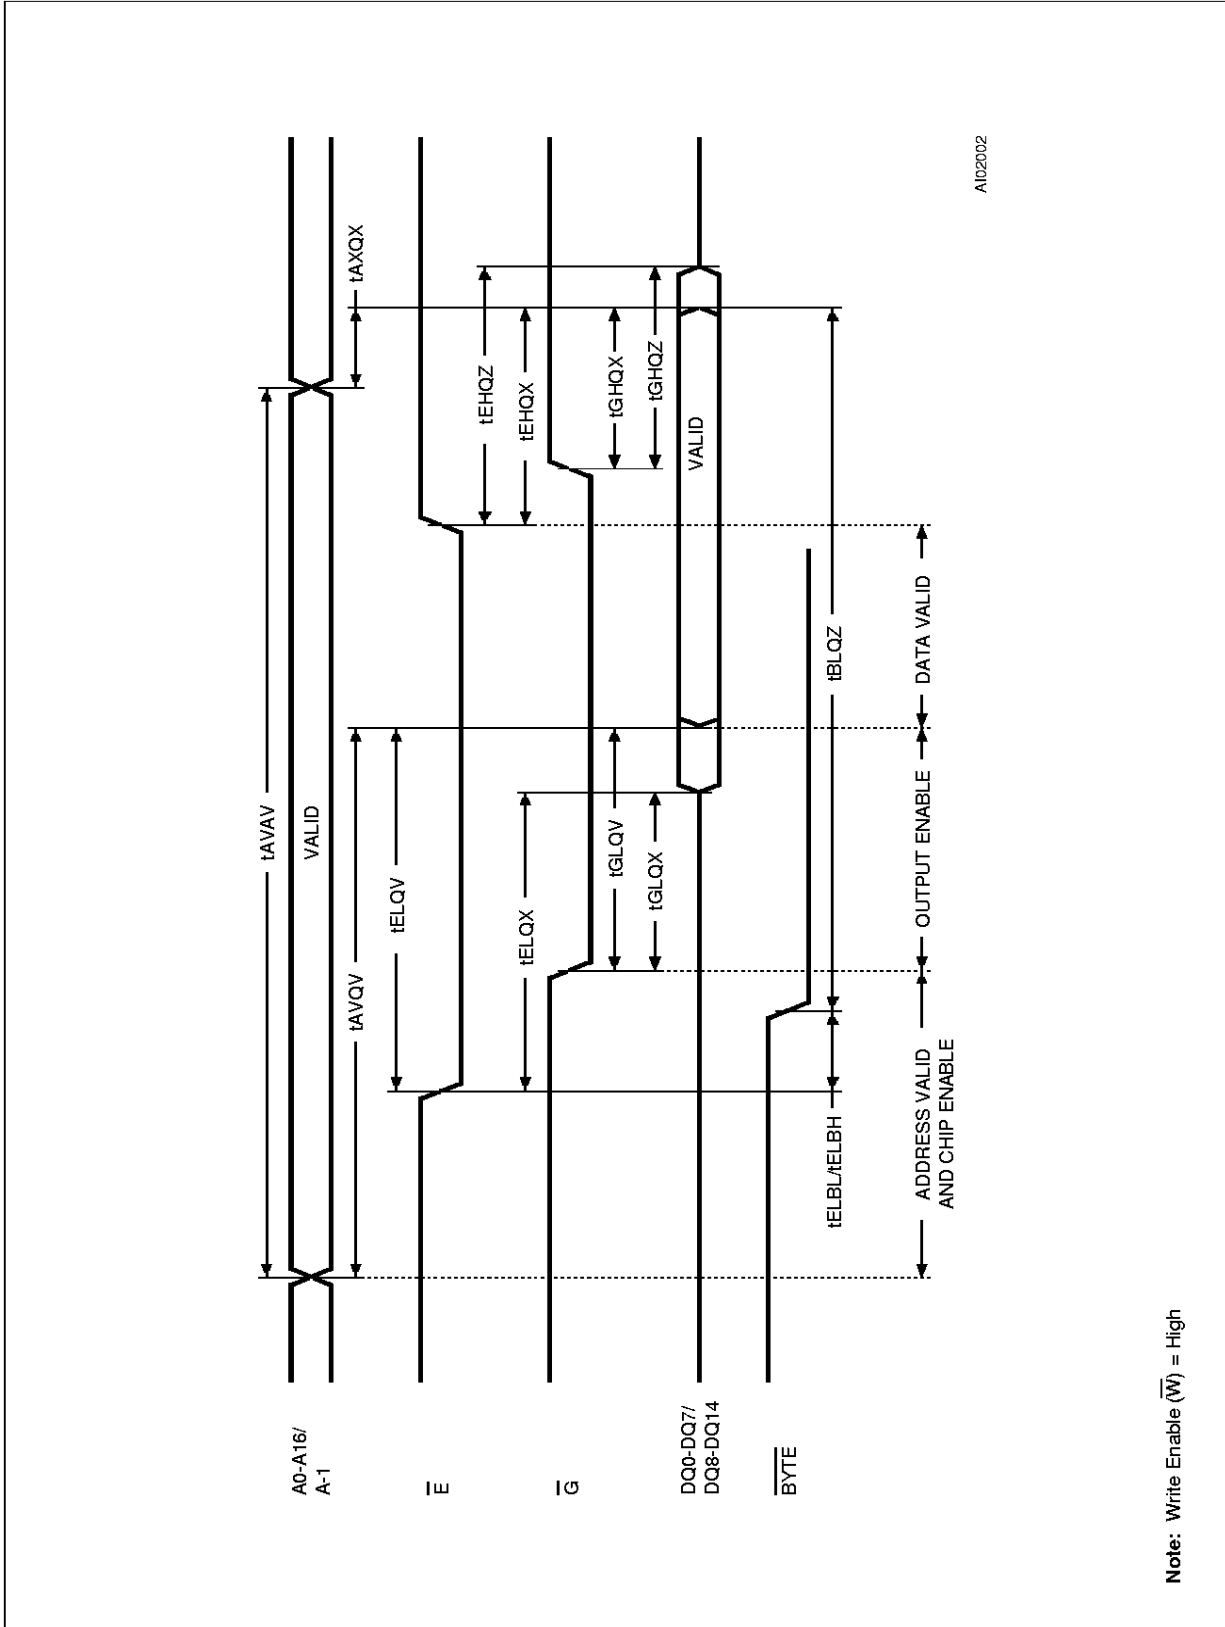 tAVAV
A0-A16/
A-1
VALID
tAVQV
tAXQX
tELQV
E
tEHQZ
tELQX
tEHQX
G
tGLQV
tGHQX
tGLQX
tGHQZ
DQ0-DQ7/
DQ8-DQ14
VALID
BYTE
tELBL/tELBH
tBLQZ
ADDRESS VALID
AND CHIP ENABLE
OUTPUT ENABLE
DATA VALID
AI02002
Note: Write Enable (W̅) = High